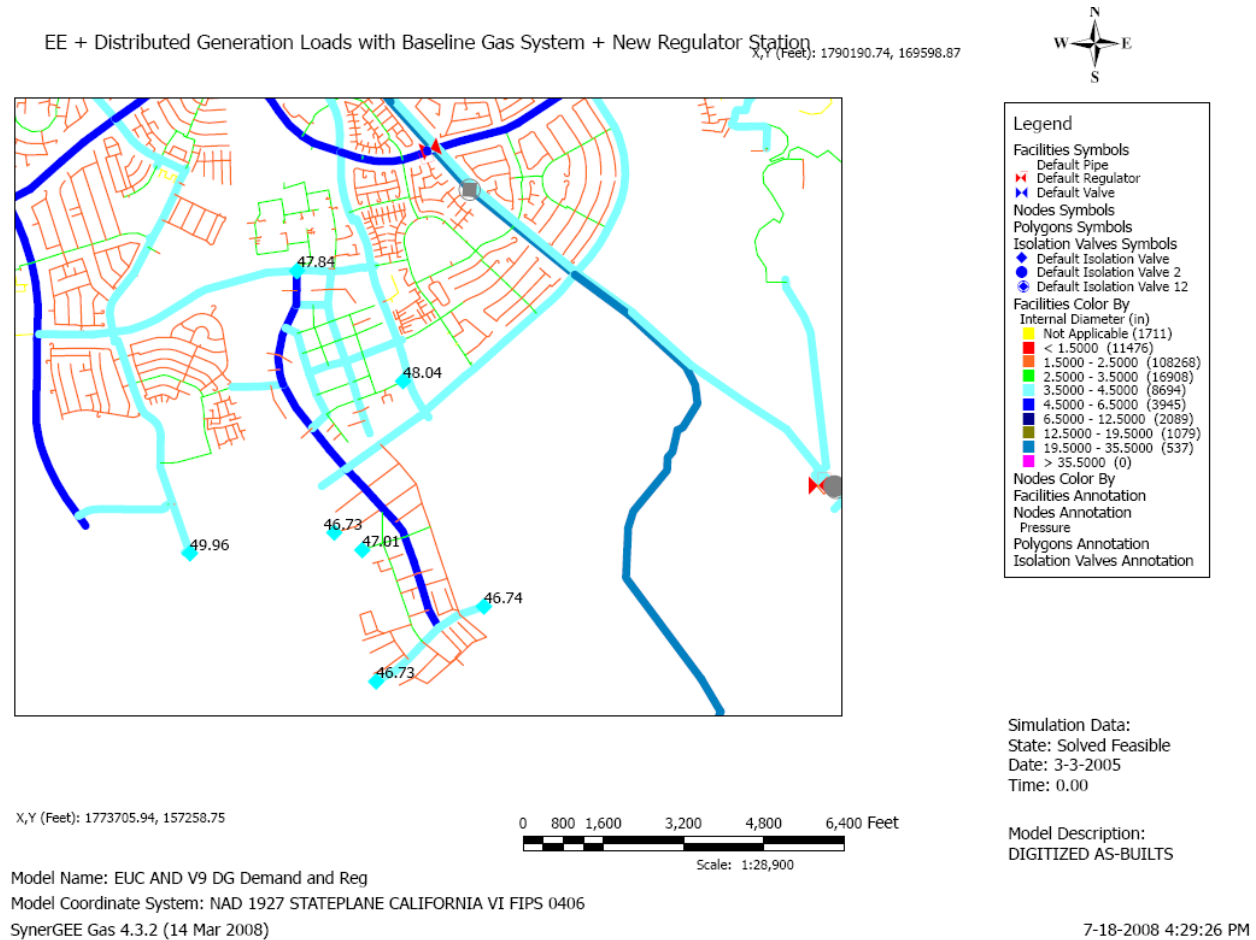 N
W E
S
EE + Distributed Generation Loads with Baseline Gas System + New Regulator Station
X,Y (Feet): 1790190.74, 169598.87
47.84
48.04
46.73
47.01
49.96
46.74
46.73
Legend
Facilities Symbols
Default Pipe
Default Regulator
Default Valve
Nodes Symbols
Polygons Symbols
Isolation Valves Symbols
Default Isolation Valve
Default Isolation Valve 2
Default Isolation Valve 12
Facilities Color By
Internal Diameter (in)
Not Applicable (1711)
< 1.5000 (11476)
1.5000 - 2.5000 (108268)
2.5000 - 3.5000 (16908)
3.5000 - 4.5000 (8694)
4.5000 - 6.5000 (3945)
6.5000 - 12.5000 (2089)
12.5000 - 19.5000 (1079)
19.5000 - 35.5000 (537)
> 35.5000 (0)
Nodes Color By
Facilities Annotation
Nodes Annotation
Pressure
Polygons Annotation
Isolation Valves Annotation
Simulation Data:
State: Solved Feasible
Date: 3-3-2005
Time: 0.00
Model Description:
DIGITIZED AS-BUILTS
X,Y (Feet): 1773705.94, 157258.75
0 800 1,600 3,200 4,800 6,400 Feet
Scale: 1:28,900
Model Name: EUC AND V9 DG Demand and Reg
Model Coordinate System: NAD 1927 STATEPLANE CALIFORNIA VI FIPS 0406
SynerGEE Gas 4.3.2 (14 Mar 2008)
7-18-2008 4:29:26 PM